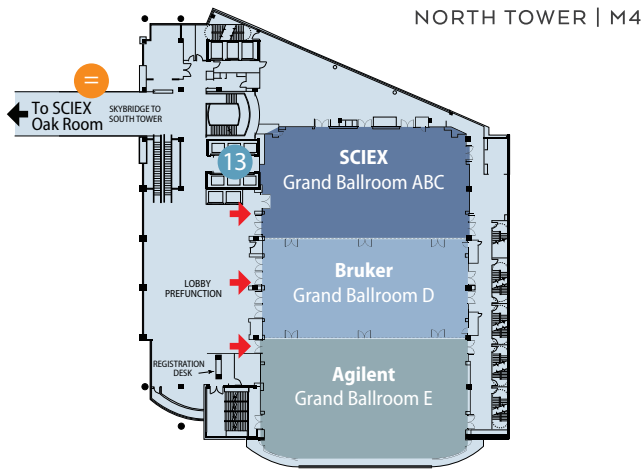 NORTH TOWER | M4
=
To SCIEX
Oak Room
SKYBRIDGE TO
SOUTH TOWER
13
SCIEX
Grand Ballroom ABC
Bruker
Grand Ballroom D
LOBBY
PREFUNCTION
REGISTRATION
DESK
Agilent
Grand Ballroom E